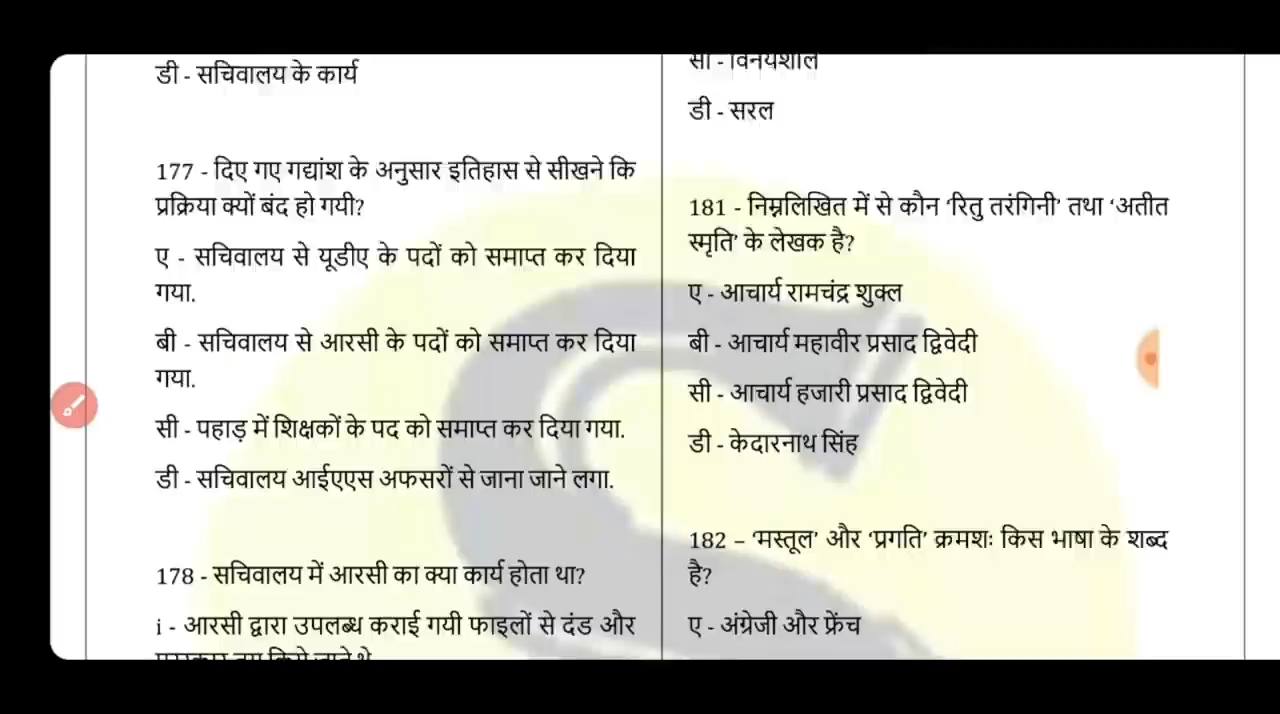 डी - सचिवालय के कार्य
177 - दिए गए गद्यांश के अनुसार इतिहास से सीखने कि
प्रक्रिया क्यों बंद हो गयी?
ए - सचिवालय से यूडीए के पदों को समाप्त कर दिया
गया.
बी - सचिवालय से आरसी के पदों को समाप्त कर दिया
गया.
सी - पहाड़ में शिक्षकों के पद को समाप्त कर दिया गया.
डी - सचिवालय आईएएस अफसरों से जाना जाने लगा.
178 - सचिवालय में आरसी का क्या कार्य होता था?
i - आरसी द्वारा उपलब्ध कराई गयी फाइलों से दंड और
सी - विनयशील
डी - सरल
181 - निम्नलिखित में से कौन ‘रितु तरंगिनी’ तथा ‘अतीत
स्मृति’ के लेखक है?
ए - आचार्य रामचंद्र शुक्ल
बी - आचार्य महावीर प्रसाद द्विवेदी
सी - आचार्य हजारी प्रसाद द्विवेदी
डी - केदारनाथ सिंह
182 – ‘मस्तूल’ और ‘प्रगति’ क्रमशः किस भाषा के शब्द
है?
ए - अंग्रेजी और फ्रेंच